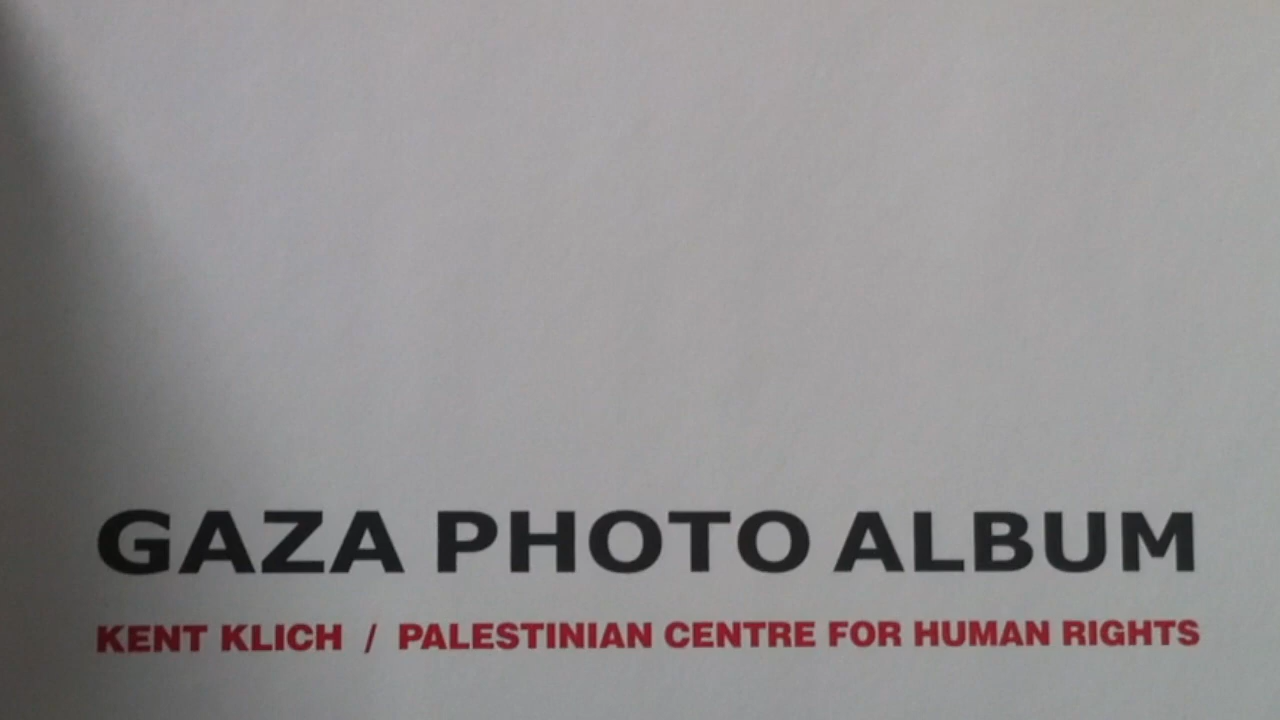 GAZA PHOTO ALBUM
KENT KLICH / PALESTINIAN CENTRE FOR HUMAN RIGHTS